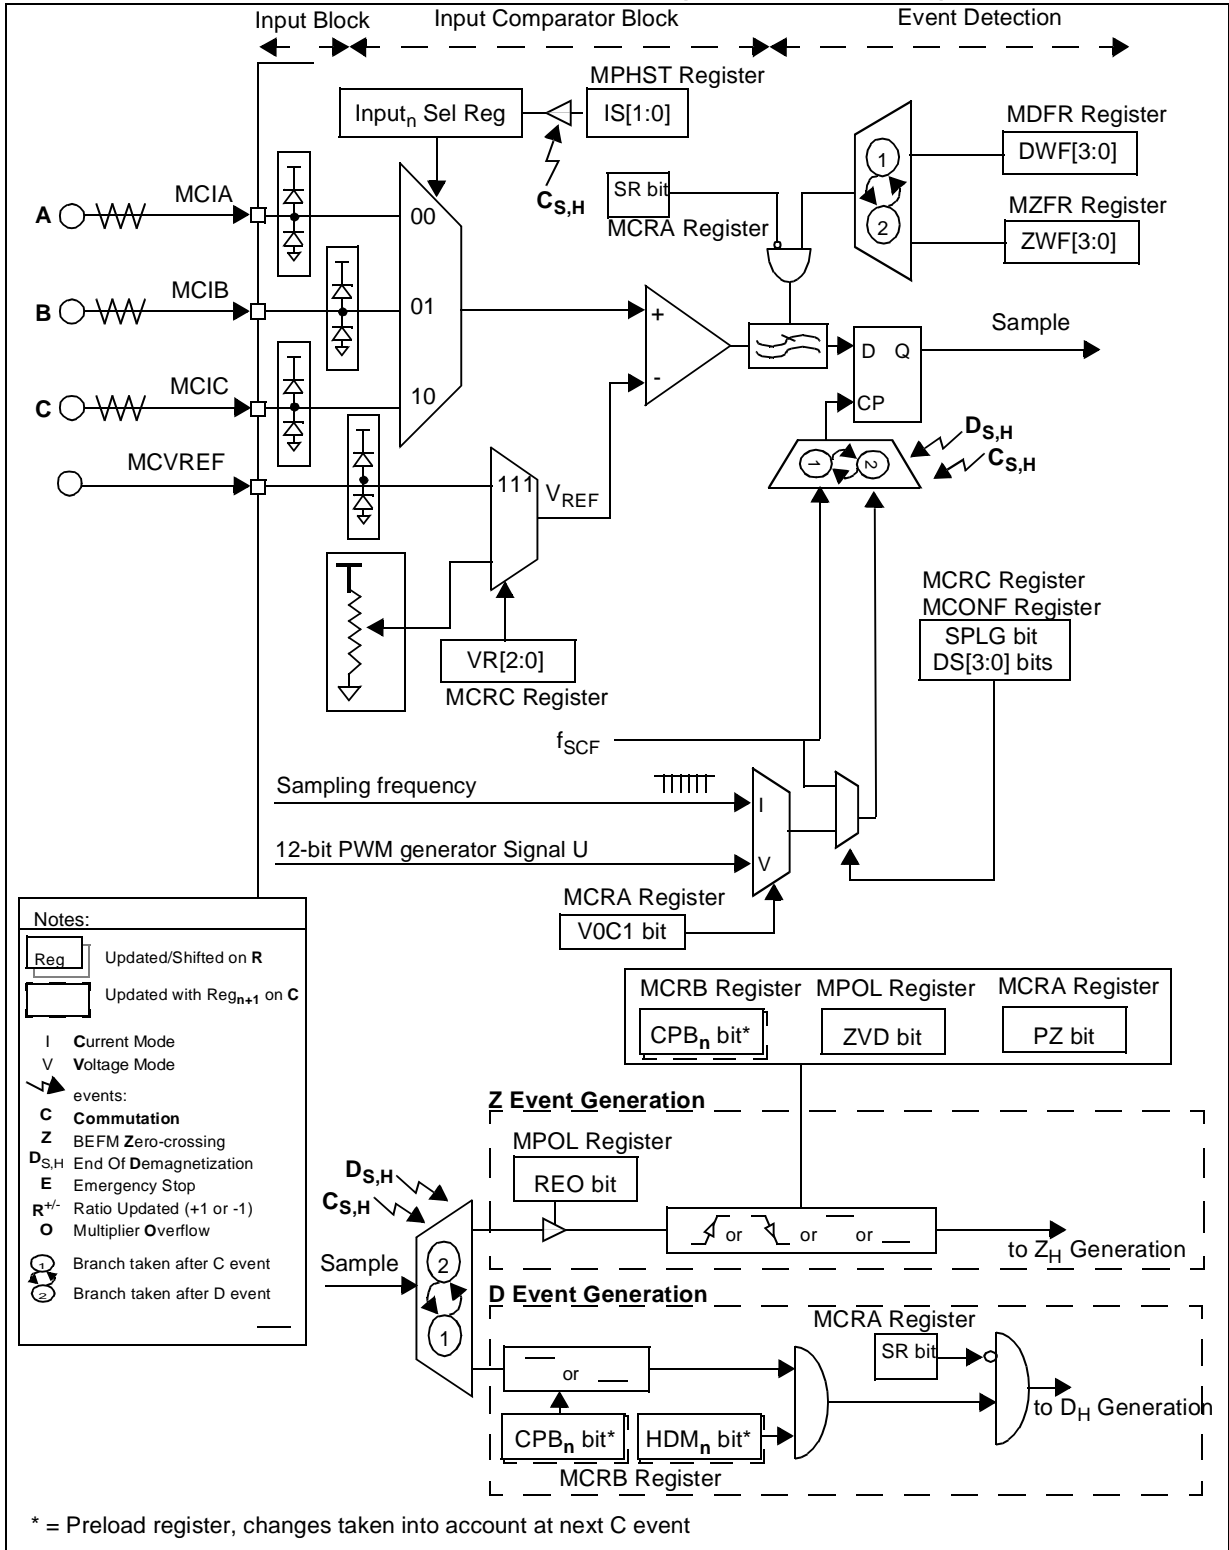 Input Block
Input Comparator Block
Event Detection
MPHST Register
Input_n Sel Reg
IS[1:0]
C_S,H
MDFR Register
DWF[3:0]
1
2
MZFR Register
ZWF[3:0]
SR bit
MCRA Register
A
MCIA
00
B
MCIB
01
C
MCIC
10
MCVREF
111
V_REF
+
-
D Q
CP
Sample
1 2
D_S,H
C_S,H
VR[2:0]
MCRC Register
MCRC Register
MCONF Register
SPLG bit
DS[3:0] bits
f_SCF
Sampling frequency
I
12-bit PWM generator Signal U
V
MCRA Register
V0C1 bit
Notes:
Reg
Updated/Shifted on R
Updated with Reg_n+1 on C
I Current Mode
V Voltage Mode
events:
C Commutation
Z BEFM Zero-crossing
D_S,H End Of Demagnetization
E Emergency Stop
R+/- Ratio Updated (+1 or -1)
O Multiplier Overflow
1 Branch taken after C event
2 Branch taken after D event
MCRB Register
MPOL Register
MCRA Register
CPB_n bit*
ZVD bit
PZ bit
Z Event Generation
MPOL Register
REO bit
D_S,H
C_S,H
or or or
to Z_H Generation
Sample
2
1
D Event Generation
MCRA Register
SR bit
or
to D_H Generation
CPB_n bit*
HDM_n bit*
MCRB Register
* = Preload register, changes taken into account at next C event